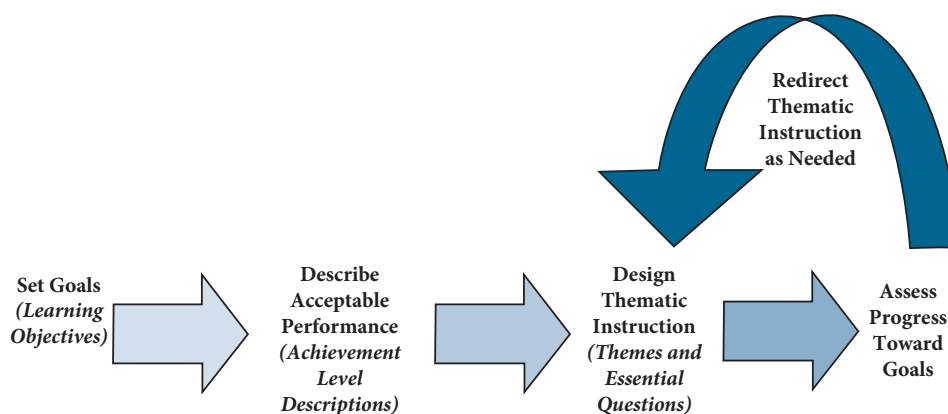 Redirect
Thematic
Instruction
as Needed
Set Goals
(Learning
Objectives)
Describe
Acceptable
Performance
(Achievement
Level
Descriptions)
Design
Thematic
Instruction
(Themes and
Essential
Questions)
Assess
Progress
Toward
Goals